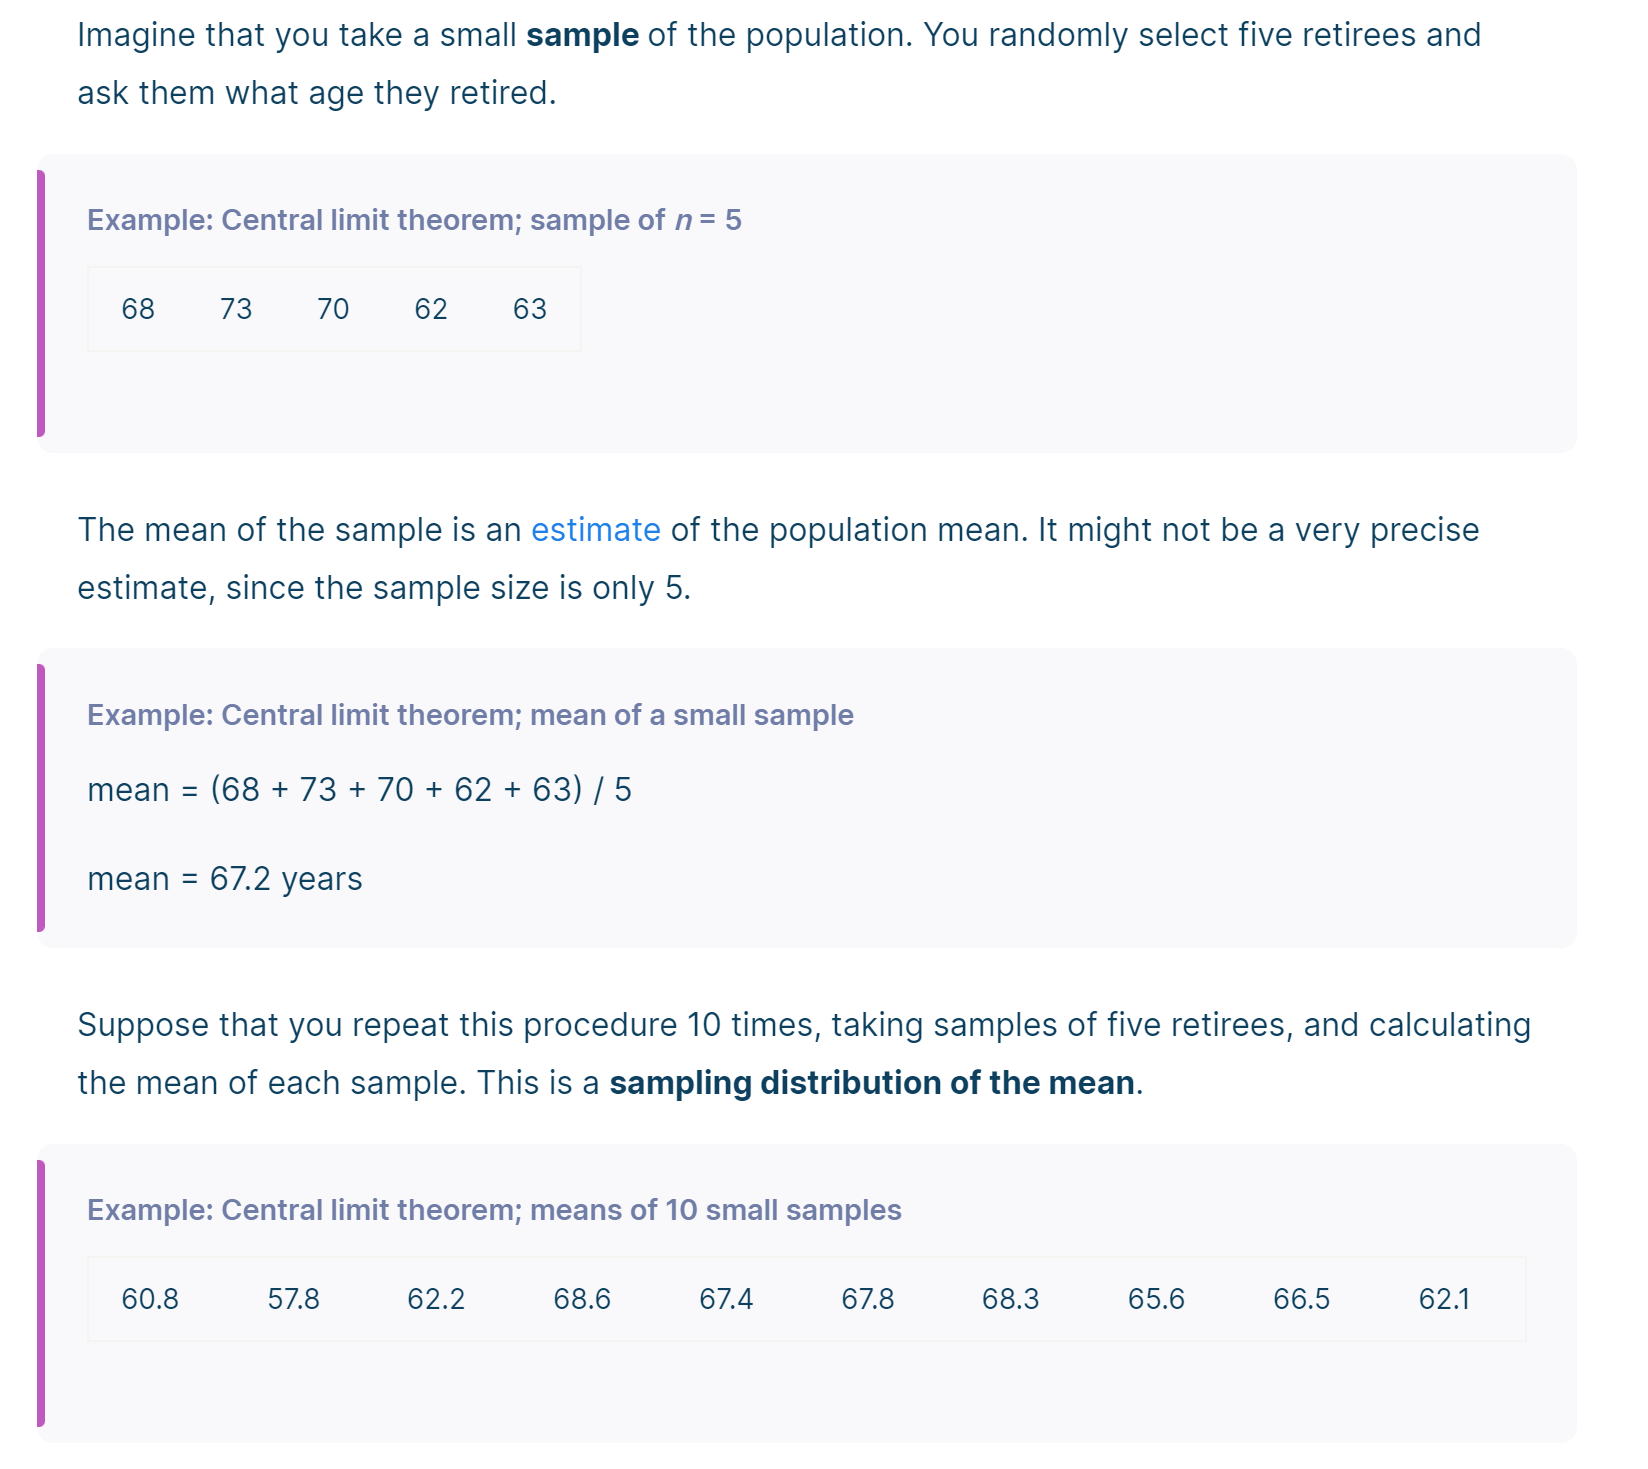 Imagine that you take a small sample of the population. You randomly select five retirees and
ask them what age they retired.
Example: Central limit theorem; sample of n = 5
68 73 70 62 63
The mean of the sample is an estimate of the population mean. It might not be a very precise
estimate, since the sample size is only 5.
Example: Central limit theorem; mean of a small sample
mean = (68 + 73 + 70 + 62 + 63) / 5
mean = 67.2 years
Suppose that you repeat this procedure 10 times, taking samples of five retirees, and calculating
the mean of each sample. This is a sampling distribution of the mean.
Example: Central limit theorem; means of 10 small samples
60.8 57.8 62.2 68.6 67.4 67.8 68.3 65.6 66.5 62.1